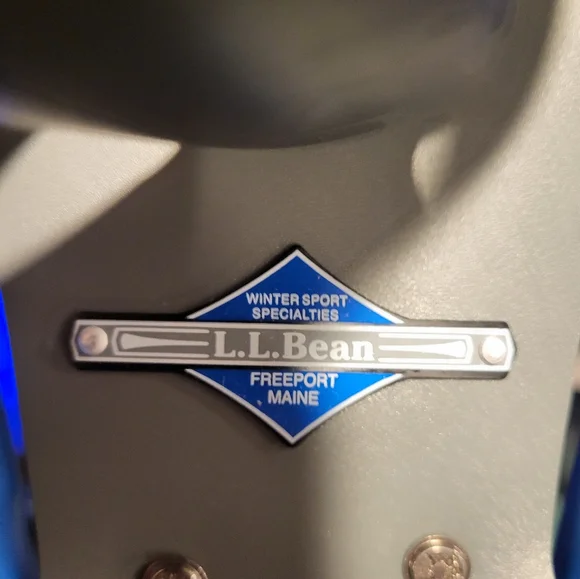 WINTER SPORT
SPECIALTIES
L.L.Bean
FREEPORT
MAINE